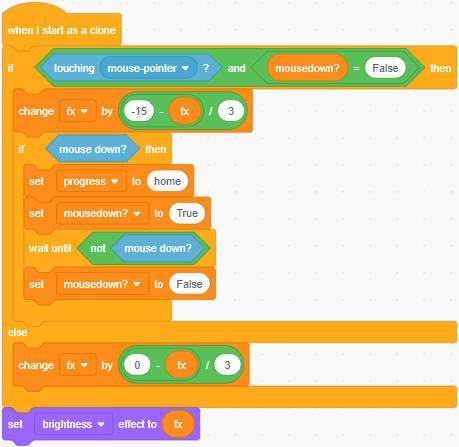 when I start as a clone
if touching mouse-pointer ? and mousedown? = False then
change fx by -15 - fx / 3
if mouse down? then
set progress to home
set mousedown? to True
wait until not mouse down?
set mousedown? to False
else
change fx by 0 - fx / 3
set brightness effect to fx